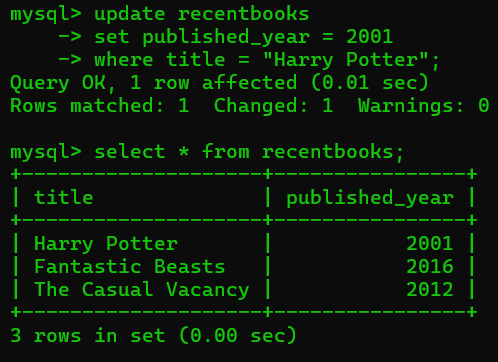 mysql> update recentbooks
    -> set published_year = 2001
    -> where title = "Harry Potter";
Query OK, 1 row affected (0.01 sec)
Rows matched: 1  Changed: 1  Warnings: 0

mysql> select * from recentbooks;
+--------------------+----------------+
| title              | published_year |
+--------------------+----------------+
| Harry Potter       |           2001 |
| Fantastic Beasts   |           2016 |
| The Casual Vacancy |           2012 |
+--------------------+----------------+
3 rows in set (0.00 sec)